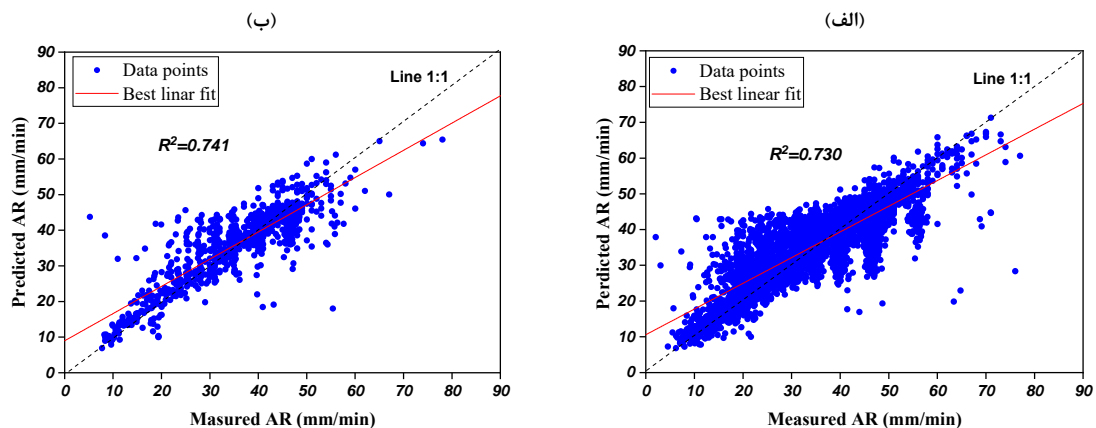 (الف)
90
80
70
60
50
40
30
20
10
0
Data points
Best linear fit
Line 1:1
R²=0.730
Perdicted AR (mm/min)
0 10 20 30 40 50 60 70 80 90
Measured AR (mm/min)
(ب)
90
80
70
60
50
40
30
20
10
0
Data points
Best linar fit
Line 1:1
R²=0.741
Predicted AR (mm/min)
0 10 20 30 40 50 60 70 80 90
Masured AR (mm/min)